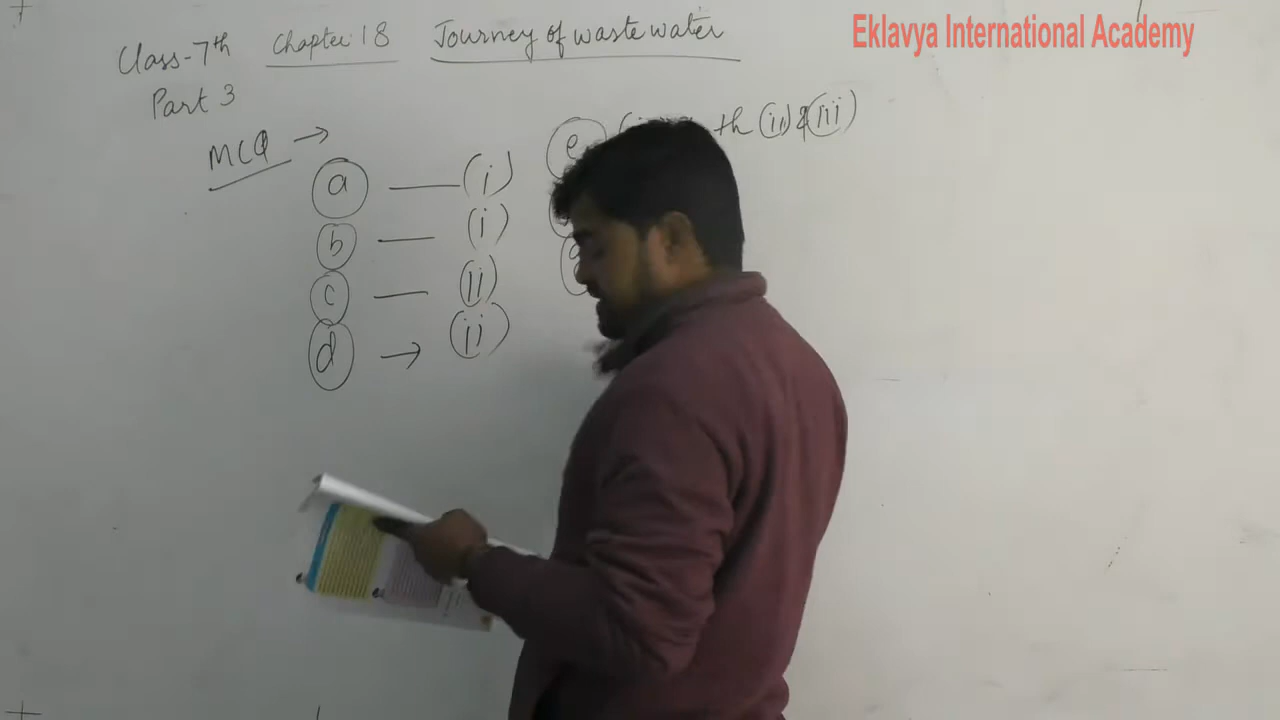 Eklavya International Academy
Class-7th Chapter 18 Journey of waste water
Part 3
MCQ →
a — (i)
b — (i)
c — (ii)
d → (ii)
e th (ii) & (iii)